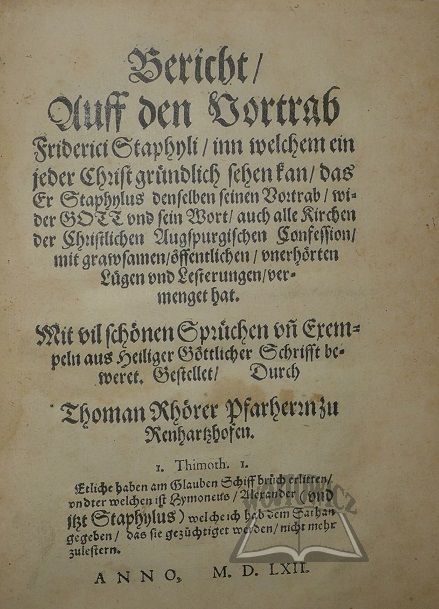 Bericht/
Auff den Vortrab
Friderici Staphyli/ inn welchem ein
jeder Christ gründlich sehen kan/ das
Er Staphylus denselben seinen Vortrab/ wi=
der GOTT vnd sein Wort/ auch alle Kirchen
der Christlichen Augspurgischen Confession/
mit grawsamen/ öffentlichen/ vnerhörten
Lügen vnd Lesterungen/ ver=
menget hat.
Mit vil schönen Sprüchen vñ Exem=
peln aus Heiliger Göttlicher Schrifft be=
weret. Gestellet/ Durch
Thoman Rhörer Pfarherrn zu
Renhartzhofen.
1. Thimoth. 1.
Etliche haben am Glauben Schiffbruch erlitten/
vndter welchen ist Hymoneus/ Alexander (vnd
itzt Staphylus) welche ich hab dem Sathan
gegeben/ das sie gezüchtiget werden/ nicht mehr
zulestern.
ANNO, M. D. LXII.